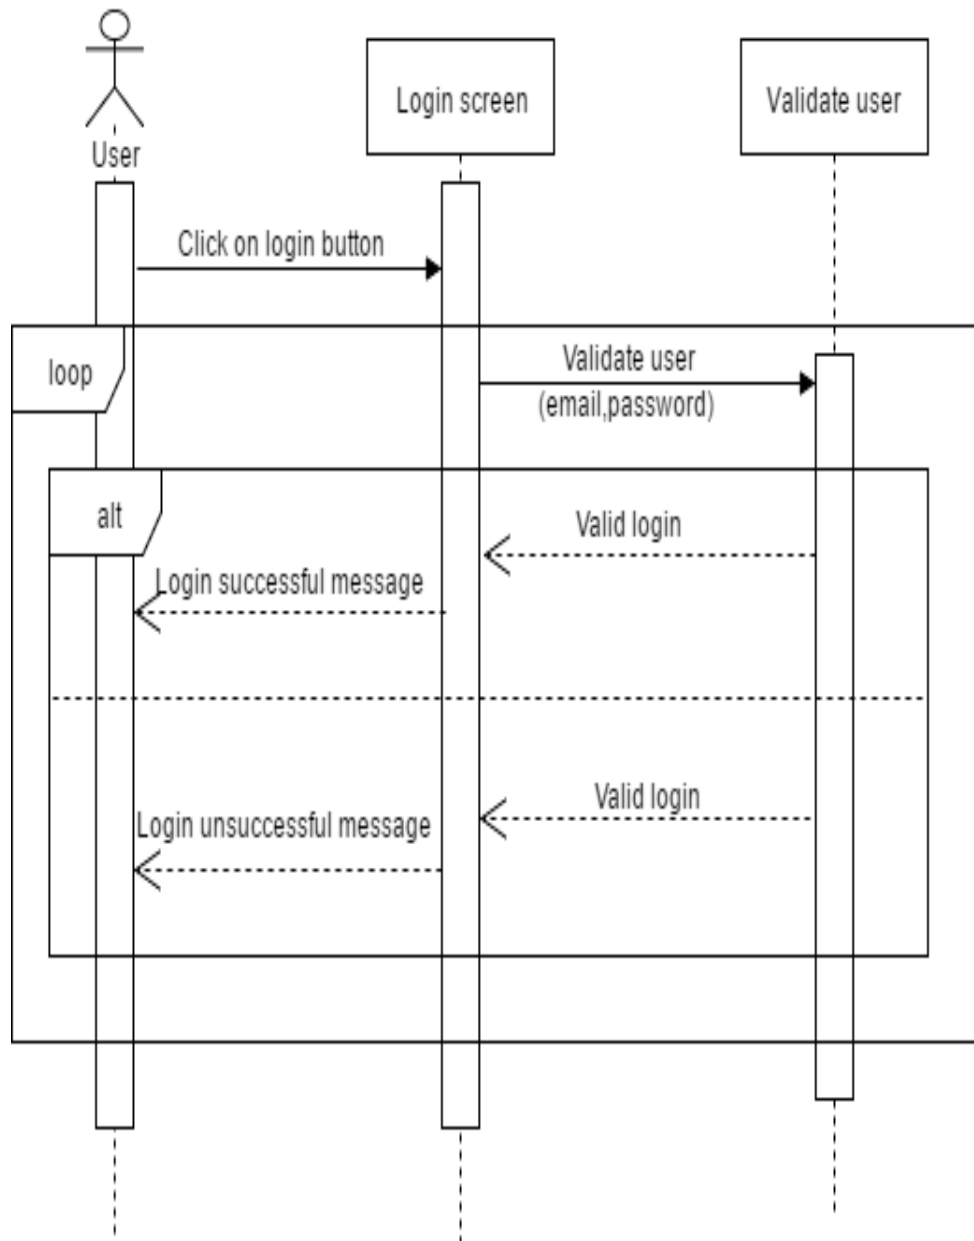 Login screen
Validate user
User
Click on login button
loop
Validate user
(email,password)
alt
Valid login
Login successful message
Valid login
Login unsuccessful message